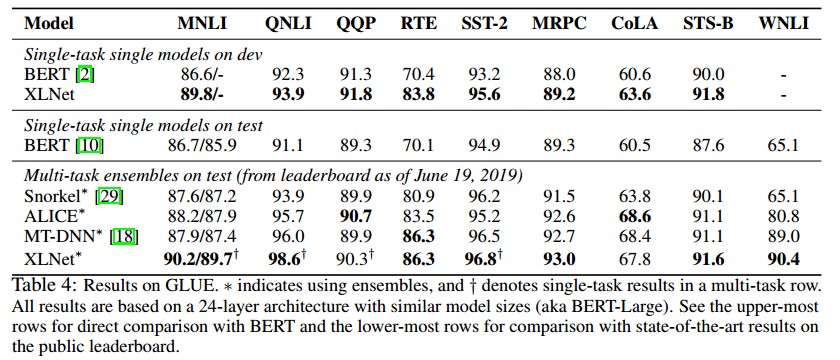 Model MNLI QNLI QQP RTE SST-2 MRPC CoLA STS-B WNLI
Single-task single models on dev
BERT [2] 86.6/- 92.3 91.3 70.4 93.2 88.0 60.6 90.0 -
XLNet 89.8/- 93.9 91.8 83.8 95.6 89.2 63.6 91.8 -
Single-task single models on test
BERT [10] 86.7/85.9 91.1 89.3 70.1 94.9 89.3 60.5 87.6 65.1
Multi-task ensembles on test (from leaderboard as of June 19, 2019)
Snorkel* [29] 87.6/87.2 93.9 89.9 80.9 96.2 91.5 63.8 90.1 65.1
ALICE* 88.2/87.9 95.7 90.7 83.5 95.2 92.6 68.6 91.1 80.8
MT-DNN* [18] 87.9/87.4 96.0 89.9 86.3 96.5 92.7 68.4 91.1 89.0
XLNet* 90.2/89.7† 98.6† 90.3† 86.3 96.8† 93.0 67.8 91.6 90.4
Table 4: Results on GLUE. * indicates using ensembles, and † denotes single-task results in a multi-task row.
All results are based on a 24-layer architecture with similar model sizes (aka BERT-Large). See the upper-most
rows for direct comparison with BERT and the lower-most rows for comparison with state-of-the-art results on
the public leaderboard.